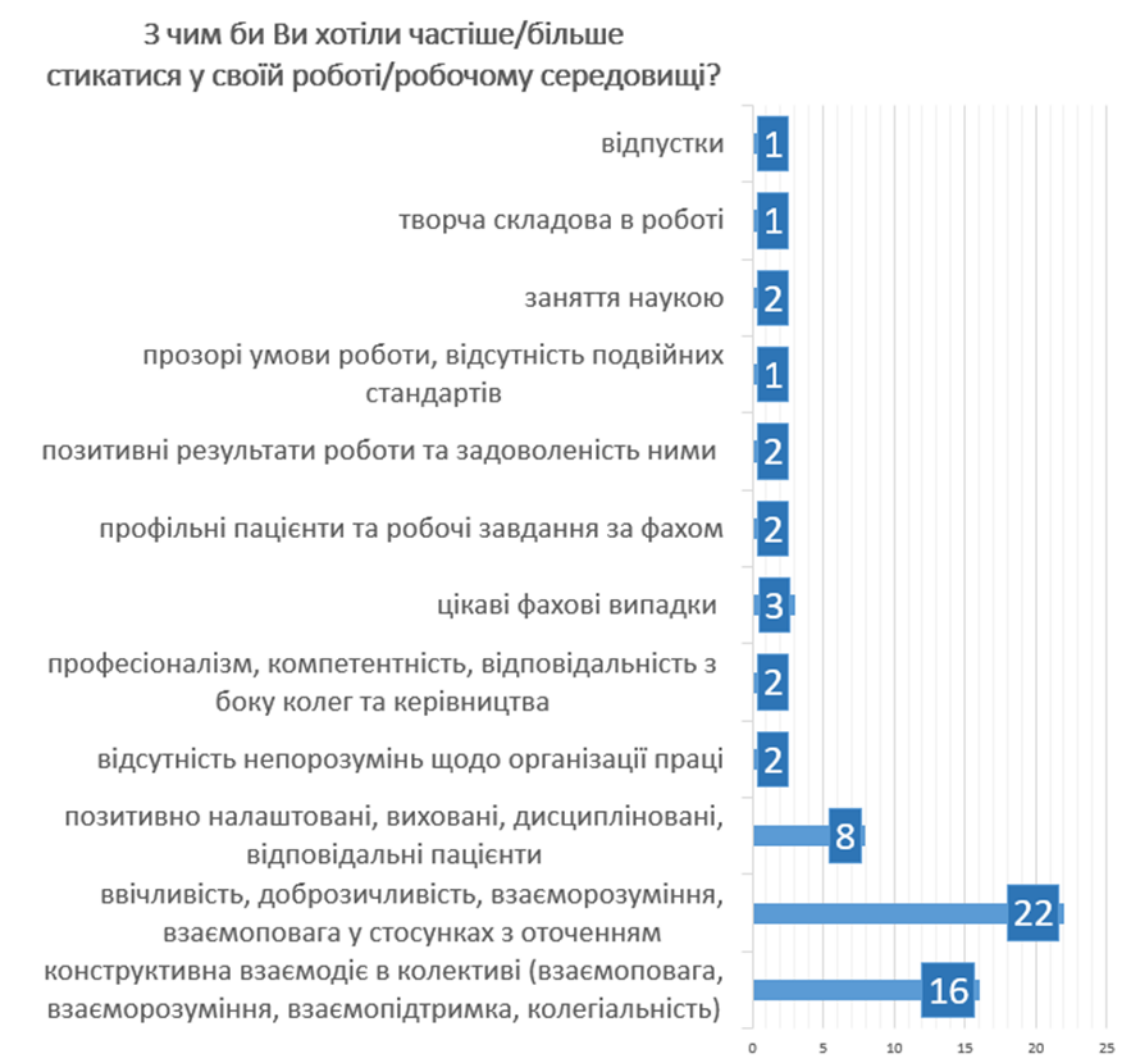 З чим би Ви хотіли частіше/більше
стикатися у своїй роботі/робочому середовищі?
відпустки
1
творча складова в роботі
1
заняття наукою
2
прозорі умови роботи, відсутність подвійних
стандартів
1
позитивні результати роботи та задоволеність ними
2
профільні пацієнти та робочі завдання за фахом
2
цікаві фахові випадки
3
професіоналізм, компетентність, відповідальність з
боку колег та керівництва
2
відсутність непорозумінь щодо організації праці
2
позитивно налаштовані, виховані, дисципліновані,
відповідальні пацієнти
8
ввічливість, доброзичливість, взаєморозуміння,
взаємоповага у стосунках з оточенням
22
конструктивна взаємодіє в колективі (взаємоповага,
взаєморозуміння, взаємопідтримка, колегіальність)
16
0 5 10 15 20 25